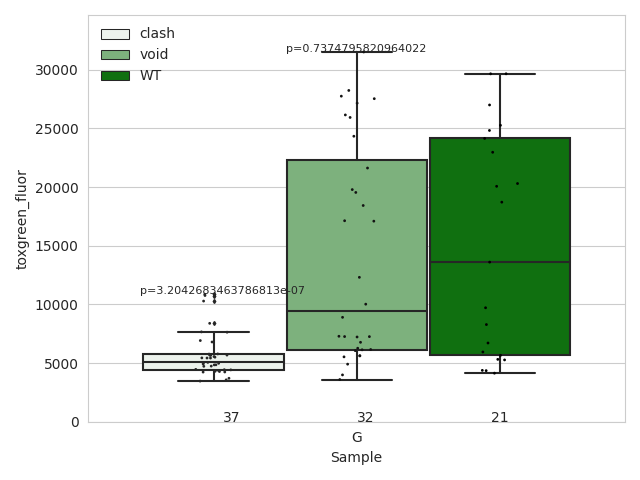 clash
void
WT
p=0.7374795820964022
p=3.2042683463786813e-07
toxgreen_fluor
30000
25000
20000
15000
10000
5000
0
37 32 21
G
Sample